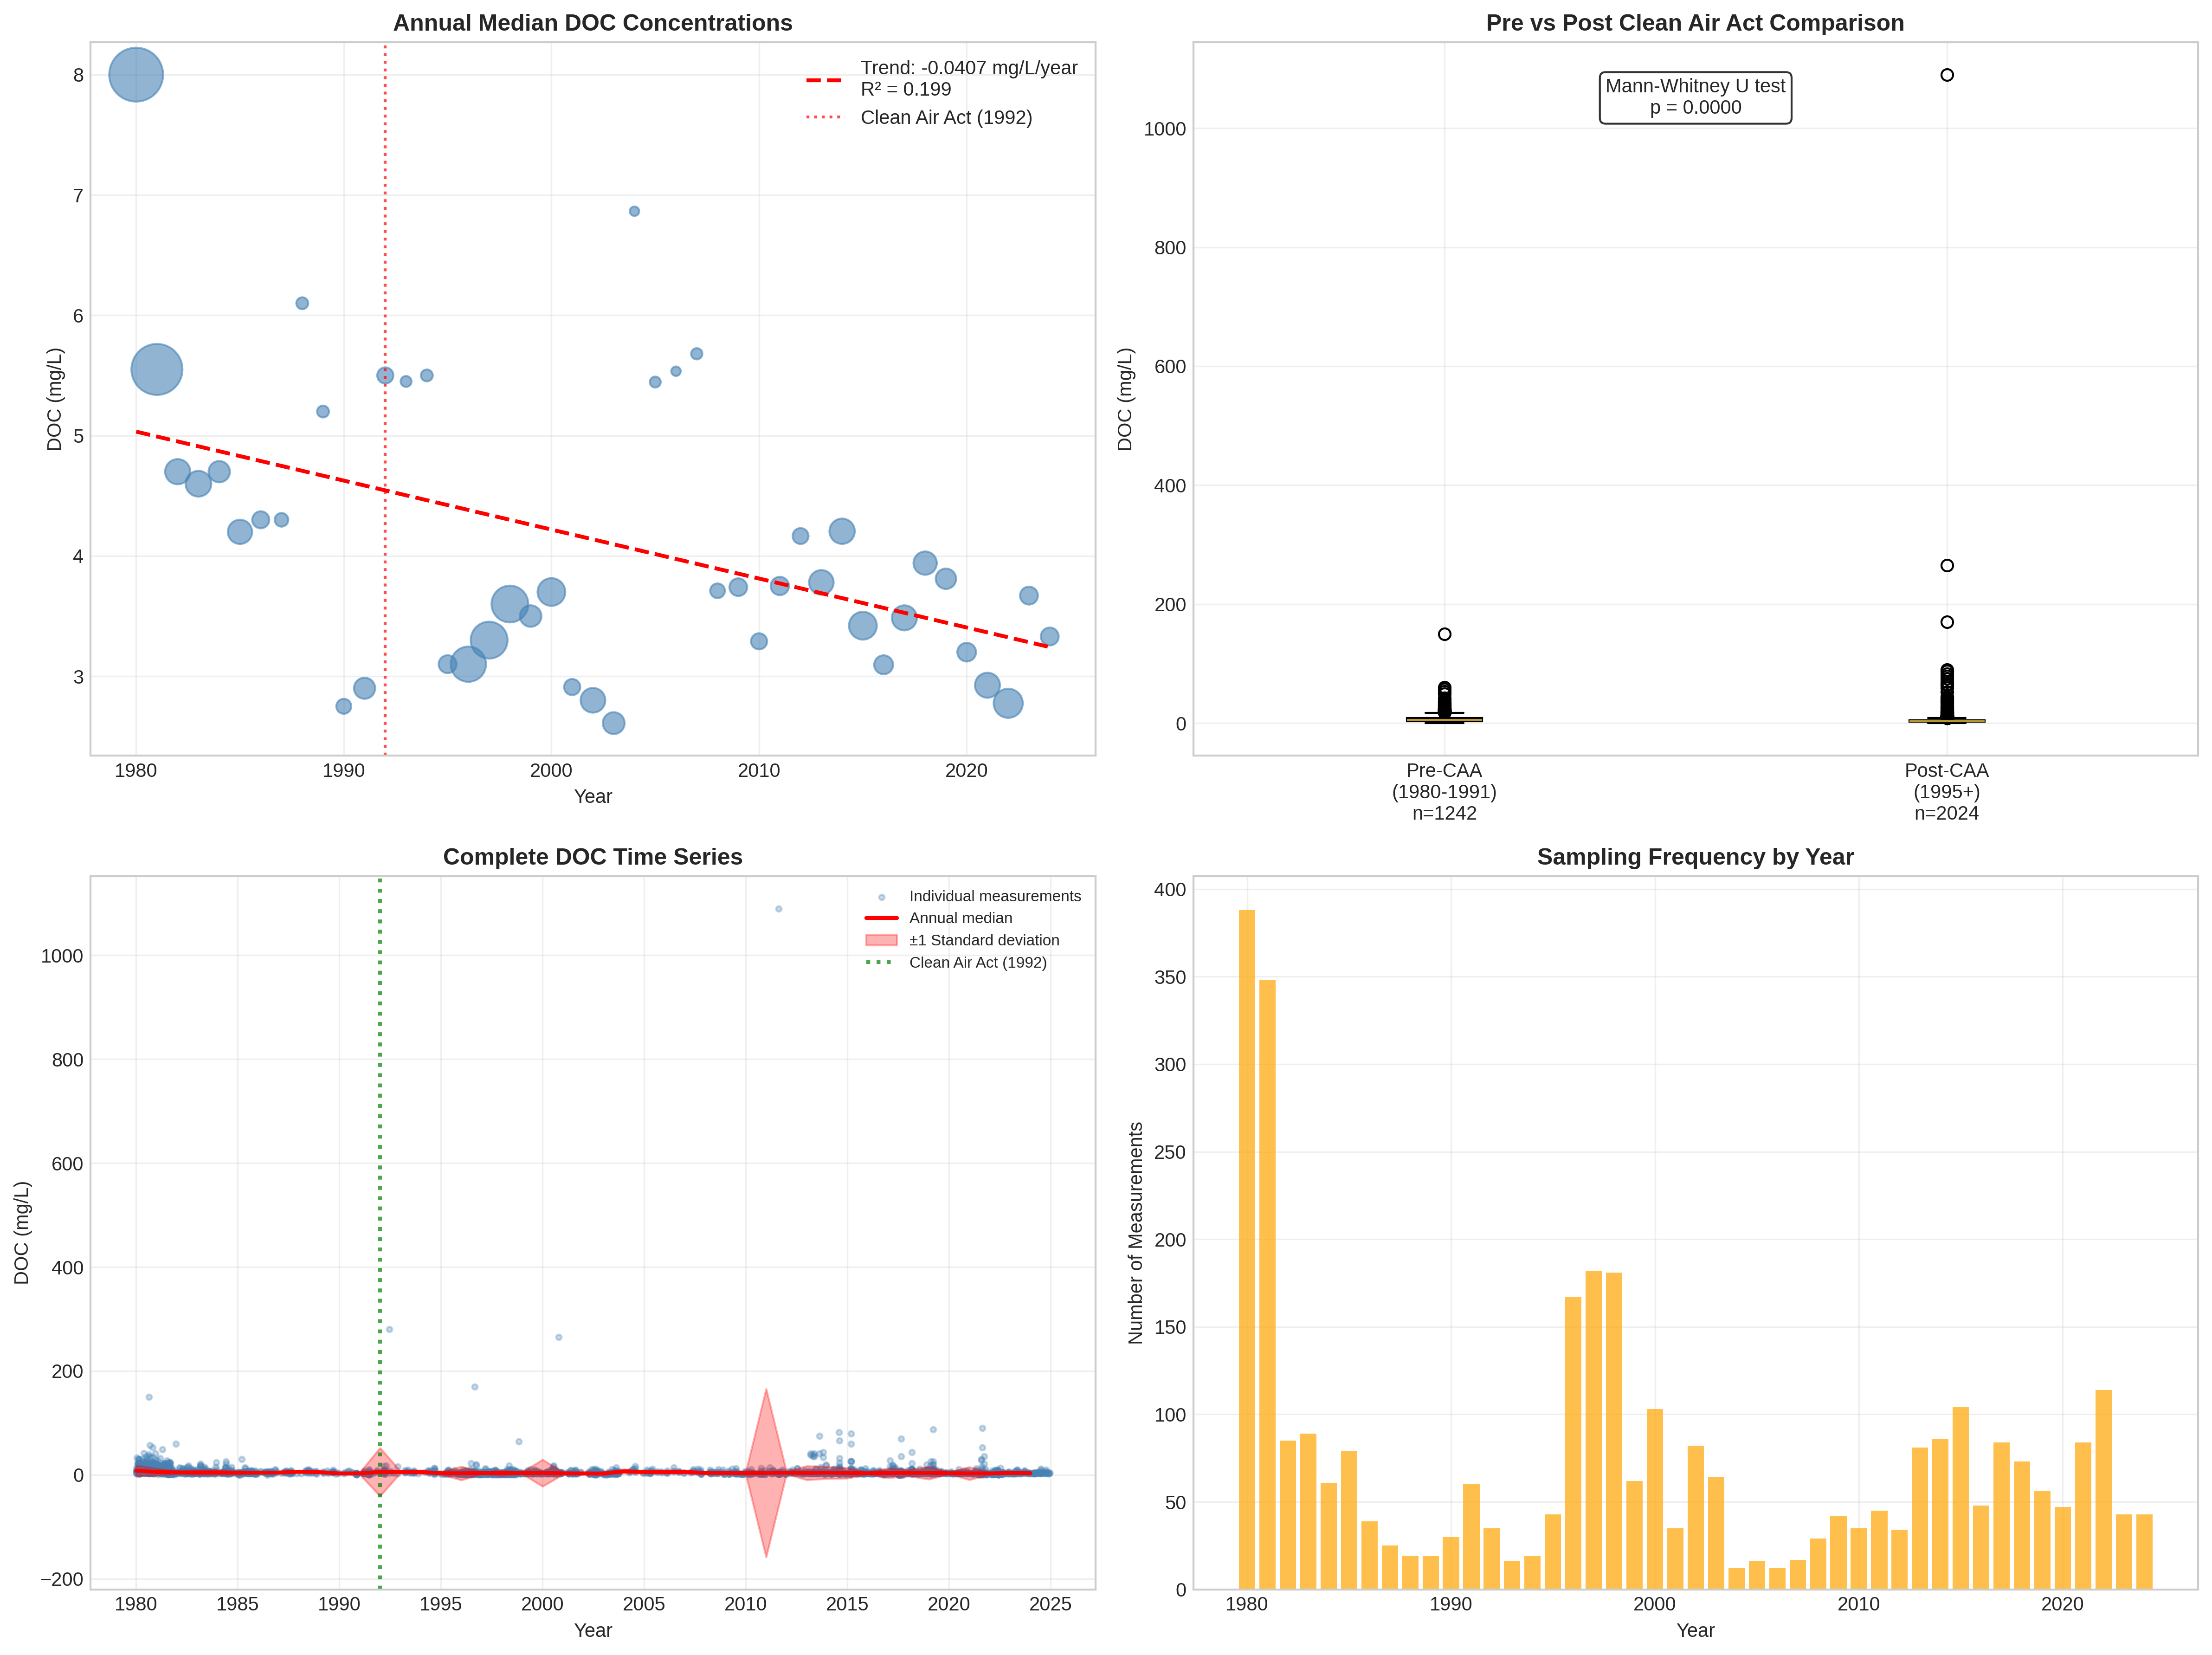 Annual Median DOC Concentrations
8
7
6
5
4
3
DOC (mg/L)
Trend: -0.0407 mg/L/year
R² = 0.199
Clean Air Act (1992)
1980
1990
2000
2010
2020
Year
Pre vs Post Clean Air Act Comparison
1000
800
600
400
200
0
DOC (mg/L)
Mann-Whitney U test
p = 0.0000
Pre-CAA
(1980-1991)
n=1242
Post-CAA
(1995+)
n=2024
Complete DOC Time Series
1000
800
600
400
200
0
−200
DOC (mg/L)
Individual measurements
Annual median
±1 Standard deviation
Clean Air Act (1992)
1980
1985
1990
1995
2000
2005
2010
2015
2020
2025
Year
Sampling Frequency by Year
400
350
300
250
200
150
100
50
0
Number of Measurements
1980
1990
2000
2010
2020
Year